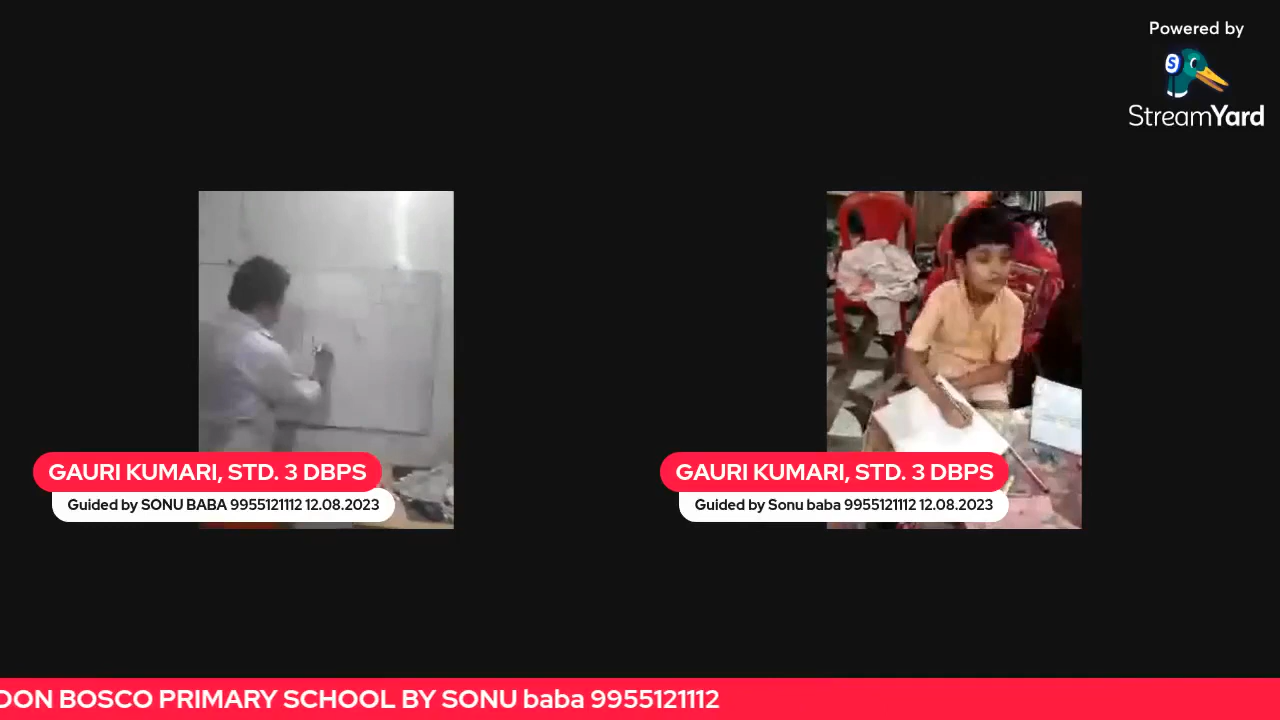 Powered by
S
StreamYard
GAURI KUMARI, STD. 3 DBPS
Guided by SONU BABA 9955121112 12.08.2023
GAURI KUMARI, STD. 3 DBPS
Guided by Sonu baba 9955121112 12.08.2023
DON BOSCO PRIMARY SCHOOL BY SONU baba 9955121112